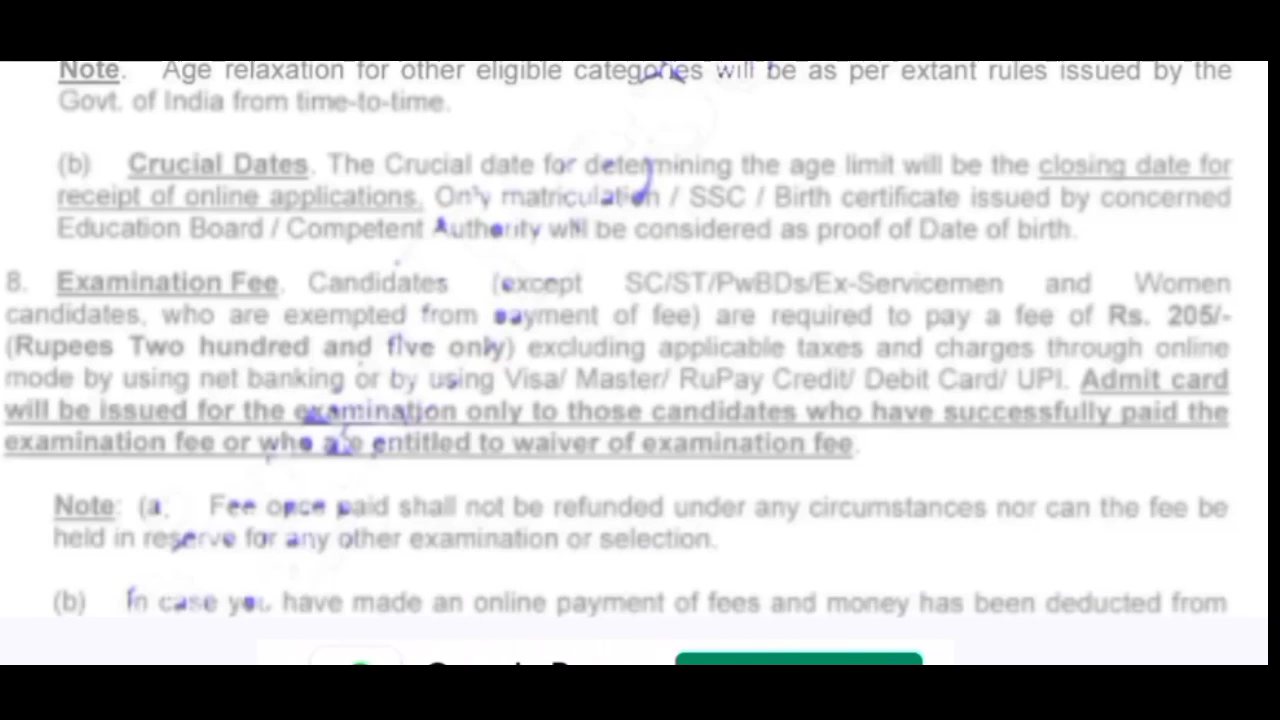 Note. Age relaxation for other eligible categories will be as per extant rules issued by the
Govt. of India from time-to-time.
(b) Crucial Dates. The Crucial date for determining the age limit will be the closing date for
receipt of online applications. Only matriculation / SSC / Birth certificate issued by concerned
Education Board / Competent Authority will be considered as proof of Date of birth.
8. Examination Fee. Candidates (except SC/ST/PwBDs/Ex-Servicemen and Women
candidates, who are exempted from payment of fee) are required to pay a fee of Rs. 205/-
(Rupees Two hundred and five only) excluding applicable taxes and charges through online
mode by using net banking or by using Visa/ Master/ RuPay Credit/ Debit Card/ UPI. Admit card
will be issued for the examination only to those candidates who have successfully paid the
examination fee or who are entitled to waiver of examination fee.
Note: (a. Fee once paid shall not be refunded under any circumstances nor can the fee be
held in reserve for any other examination or selection.
(b) In case you have made an online payment of fees and money has been deducted from